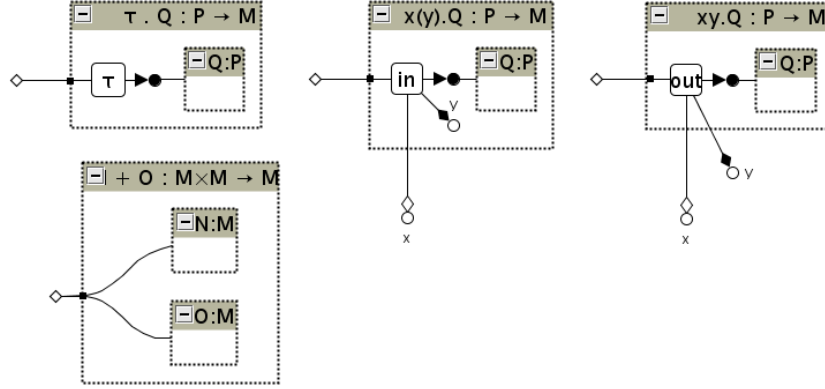 τ . Q : P → M
Q:P
τ
x(y).Q : P → M
Q:P
in
y
x
xy.Q : P → M
Q:P
out
y
x
+ O : M×M → M
N:M
O:M